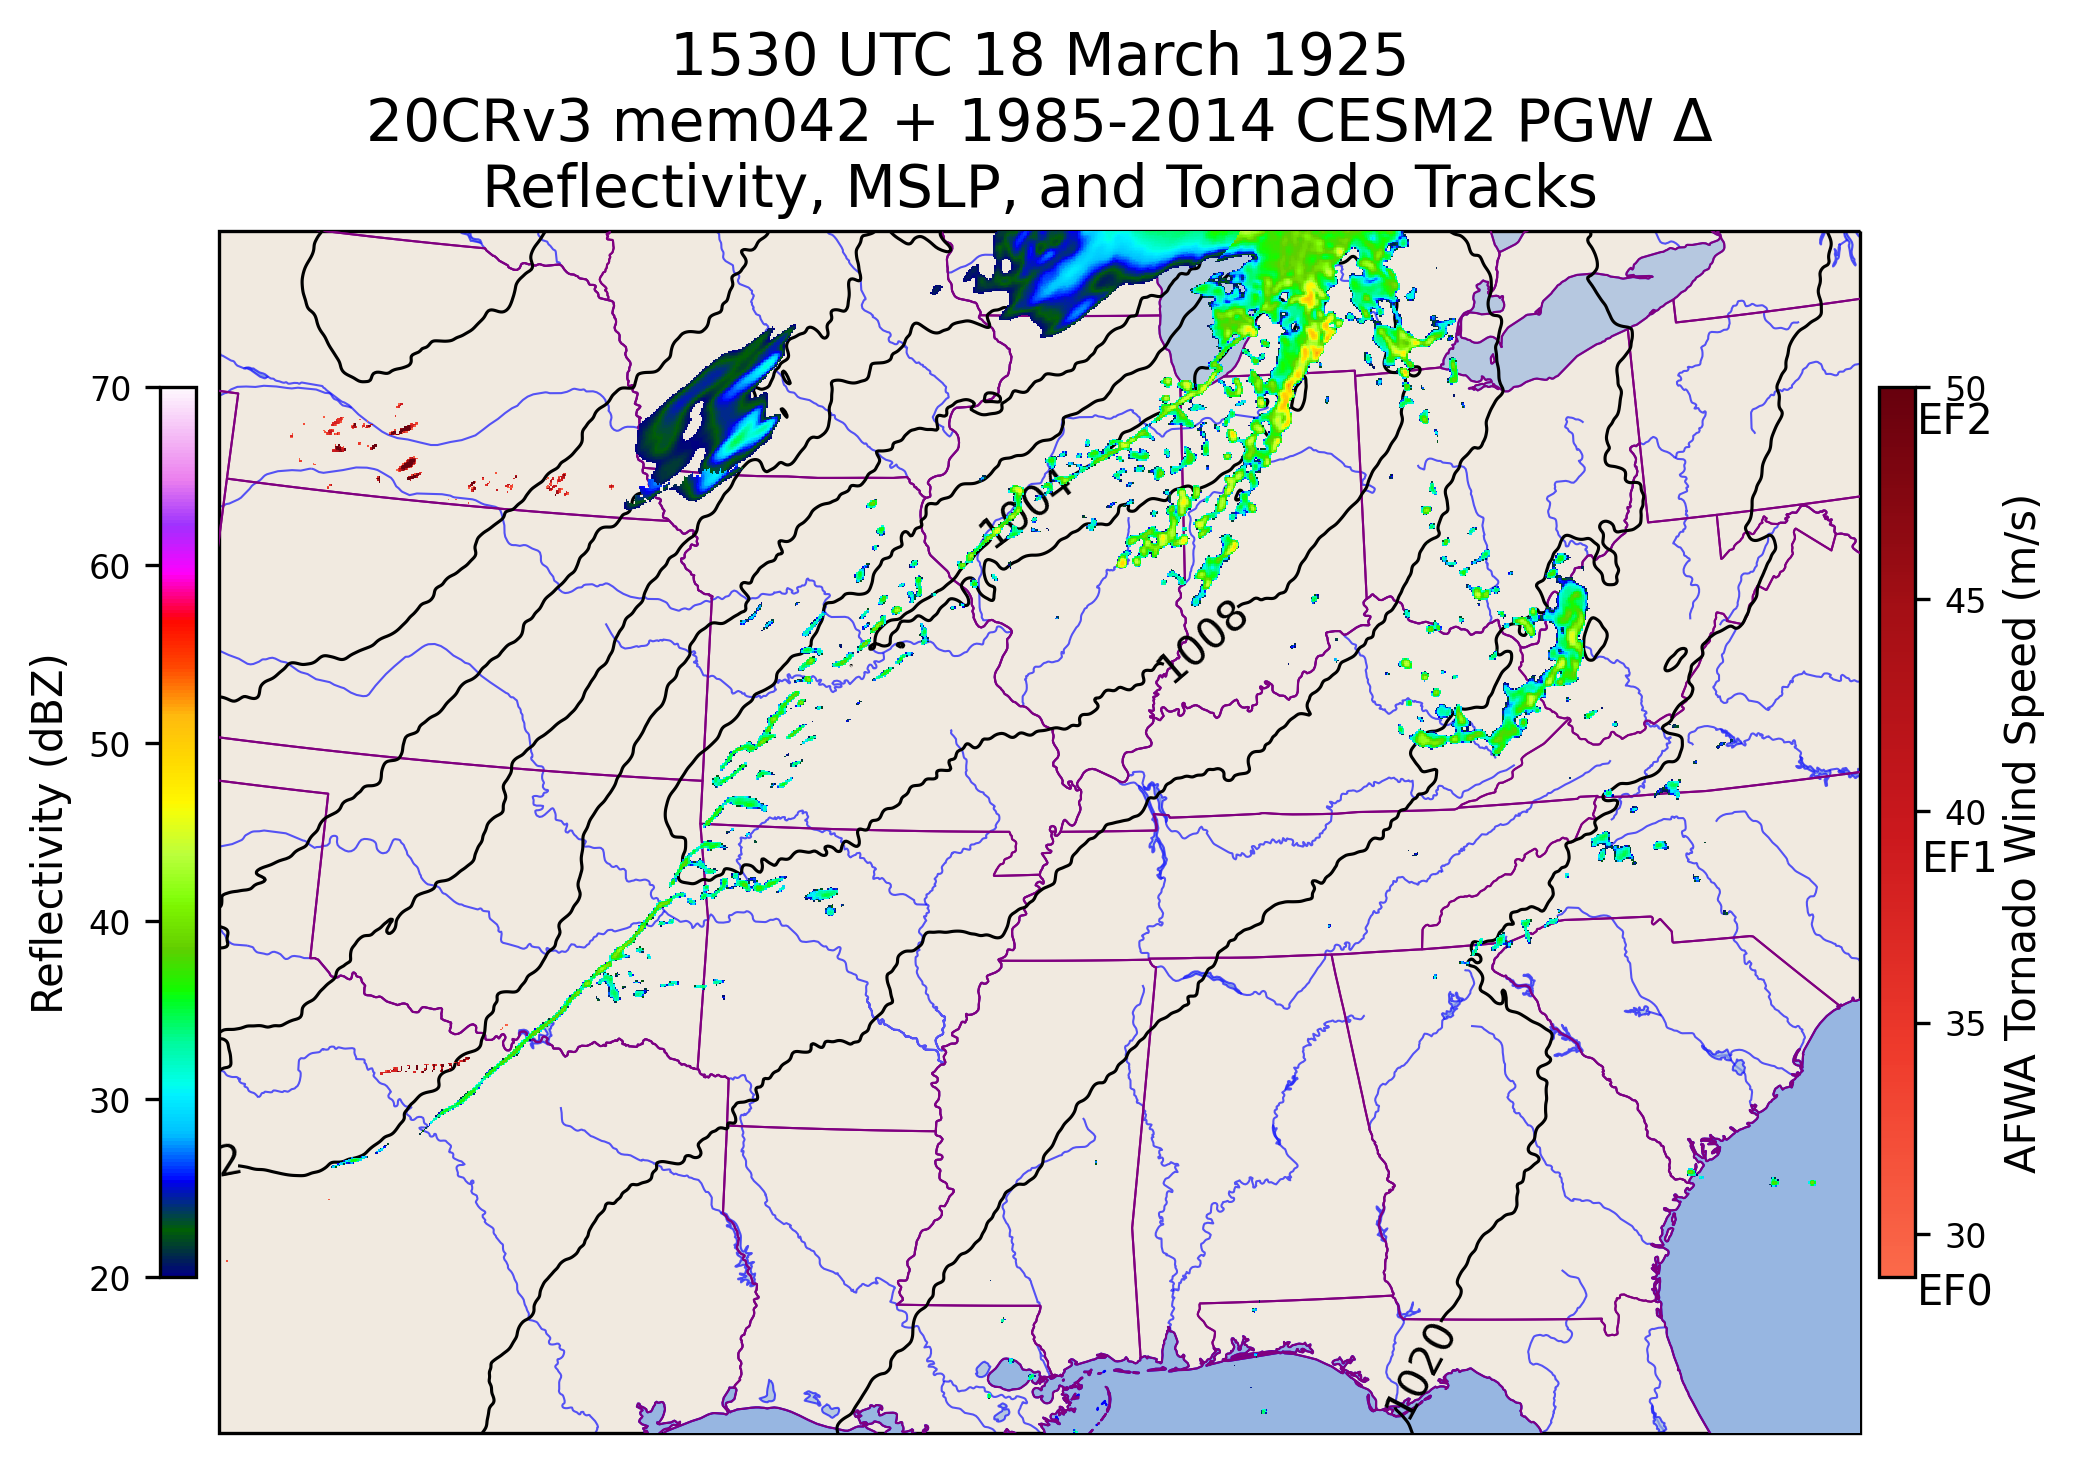 1530 UTC 18 March 1925
20CRv3 mem042 + 1985-2014 CESM2 PGW Δ
Reflectivity, MSLP, and Tornado Tracks
Reflectivity (dBZ)
70
60
50
40
30
20
1004
1008
1020
2
50
EF2
45
40
EF1
35
30
EF0
AFWA Tornado Wind Speed (m/s)